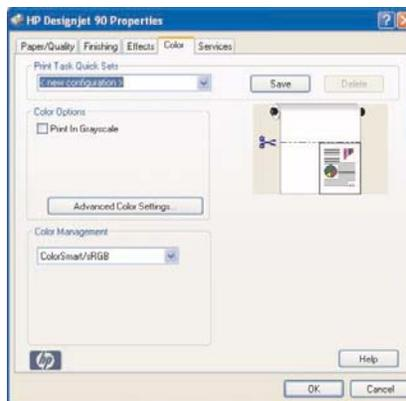 HP Designjet 90 Properties
Paper/Quality Finishing Effects Color Services
Print Task Quick Sets
< new configuration >
Save
Delete
Color Options
Print In Grayscale
Advanced Color Settings...
Color Management
ColorSmart/sRGB
hp
Help
OK
Cancel